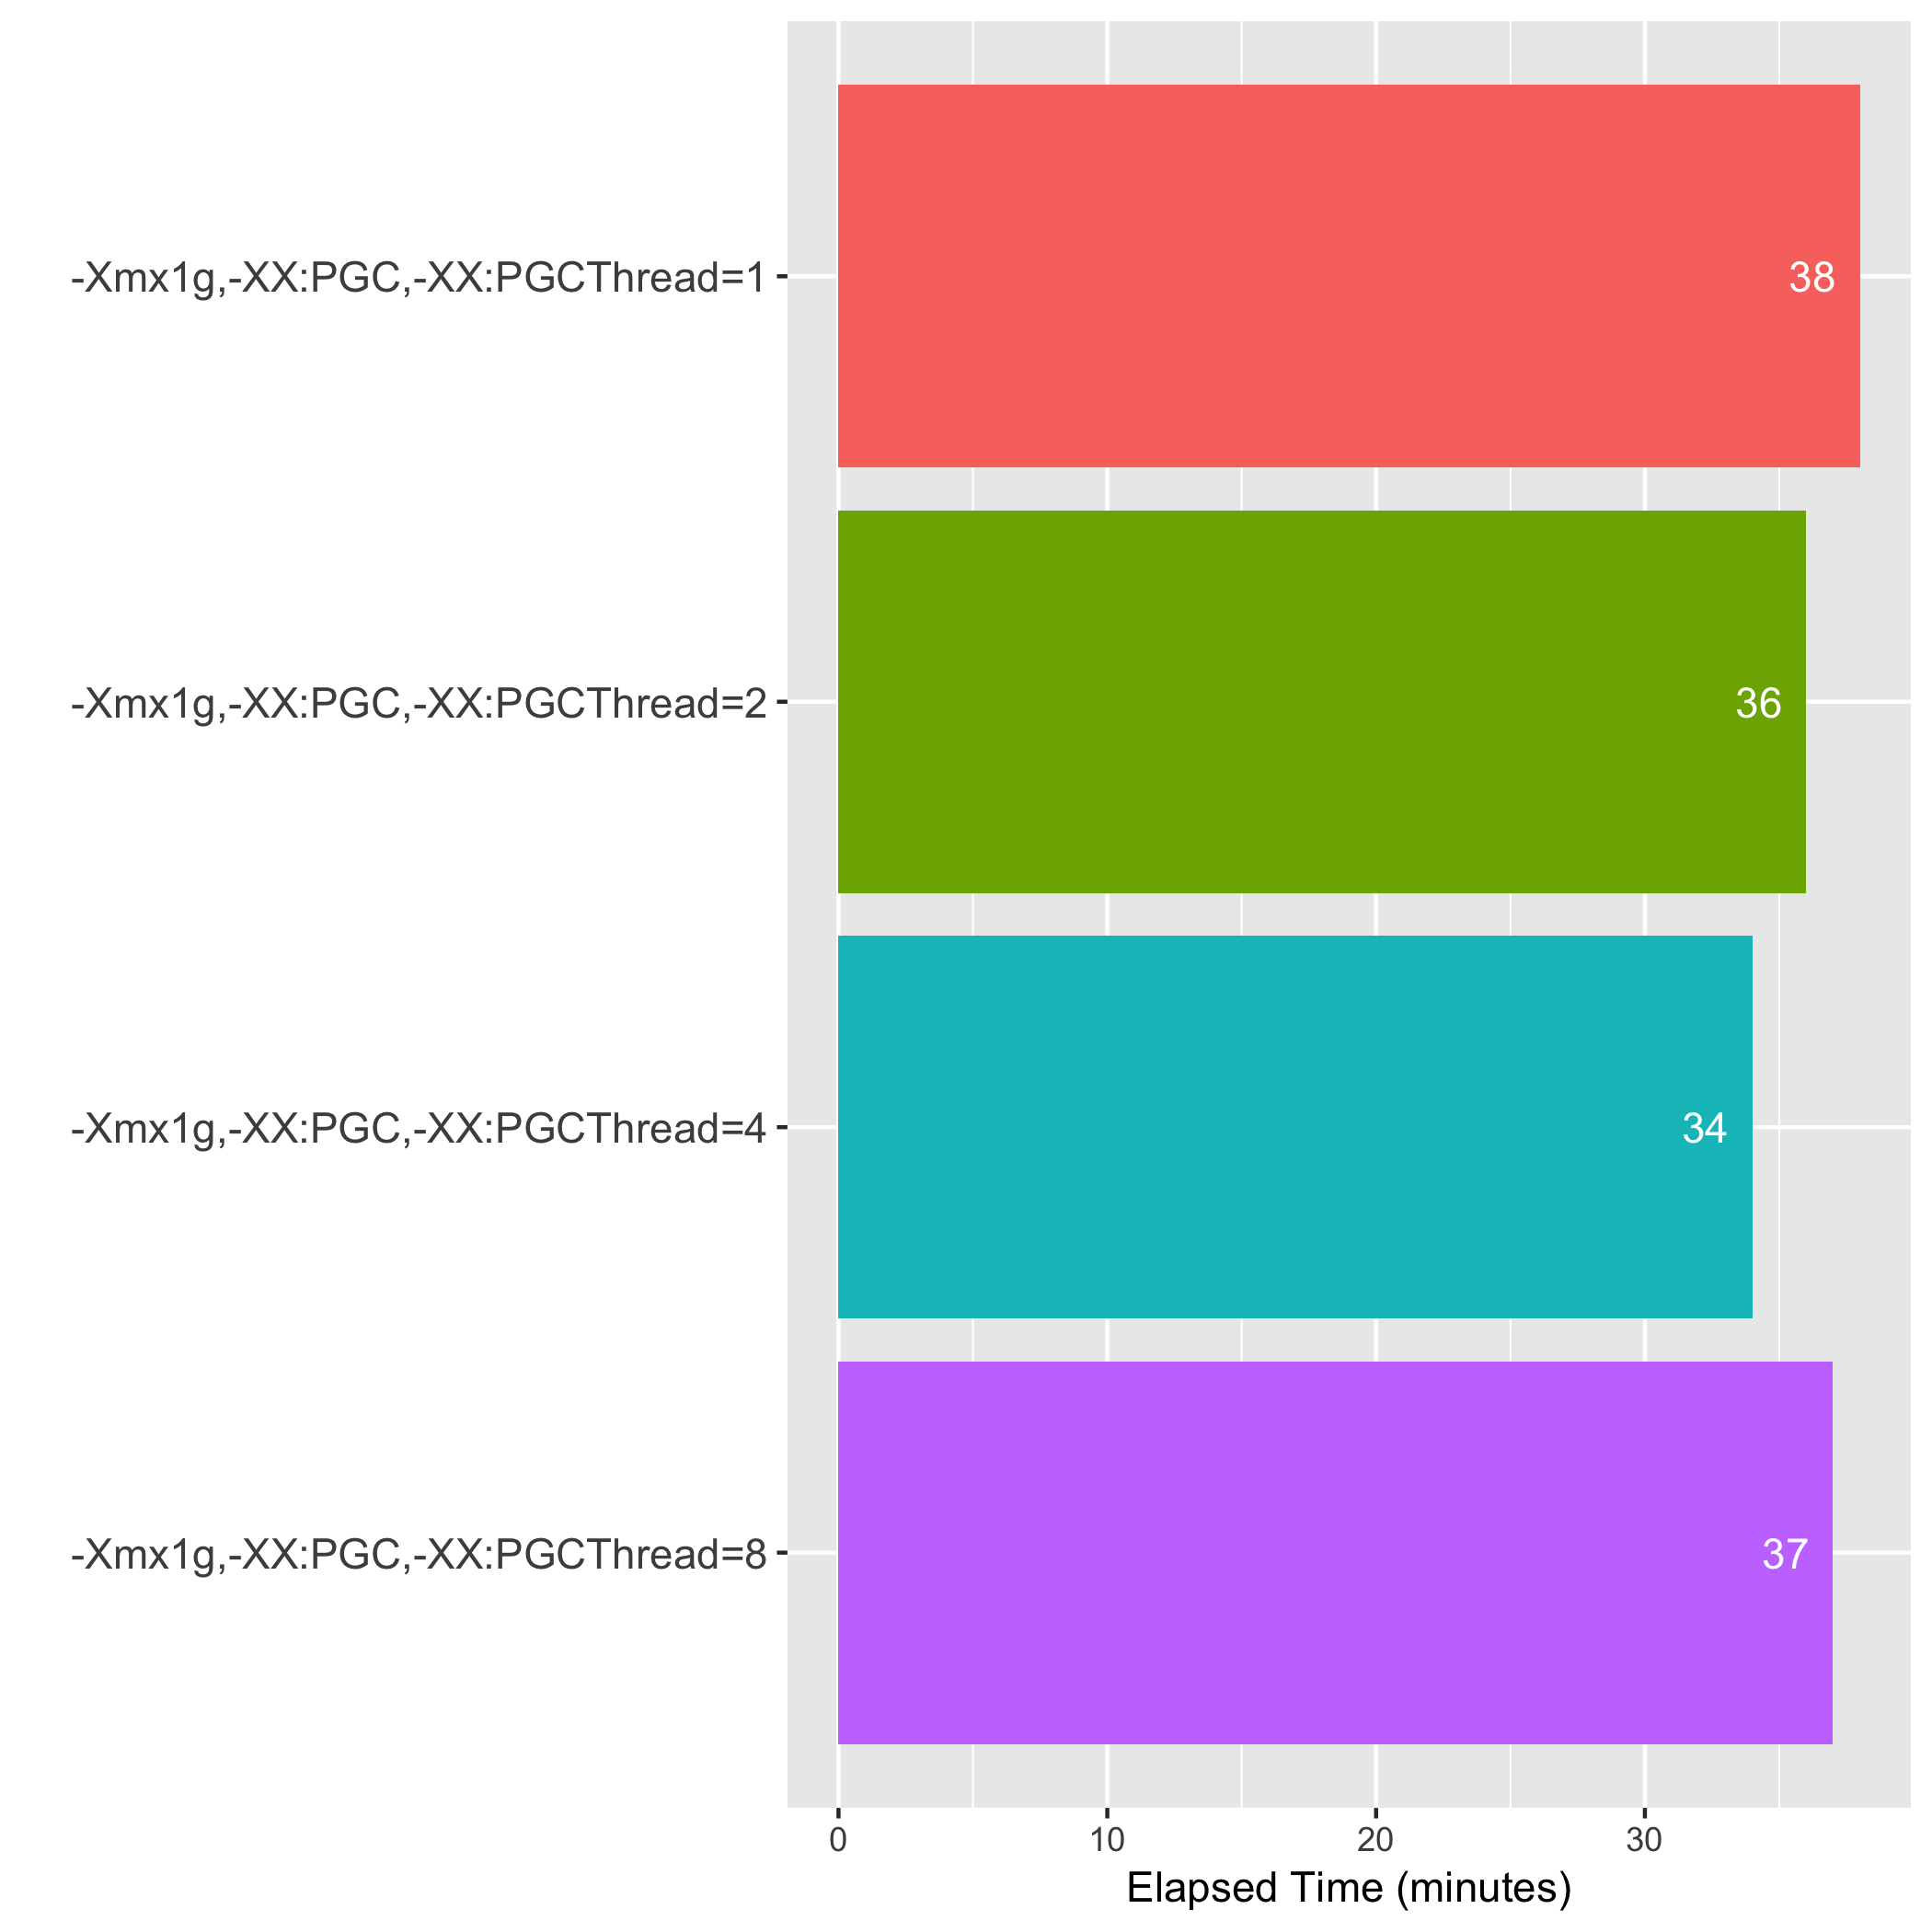 -Xmx1g,-XX:PGC,-XX:PGCThread=1
38
-Xmx1g,-XX:PGC,-XX:PGCThread=2
36
-Xmx1g,-XX:PGC,-XX:PGCThread=4
34
-Xmx1g,-XX:PGC,-XX:PGCThread=8
37
0 10 20 30
Elapsed Time (minutes)